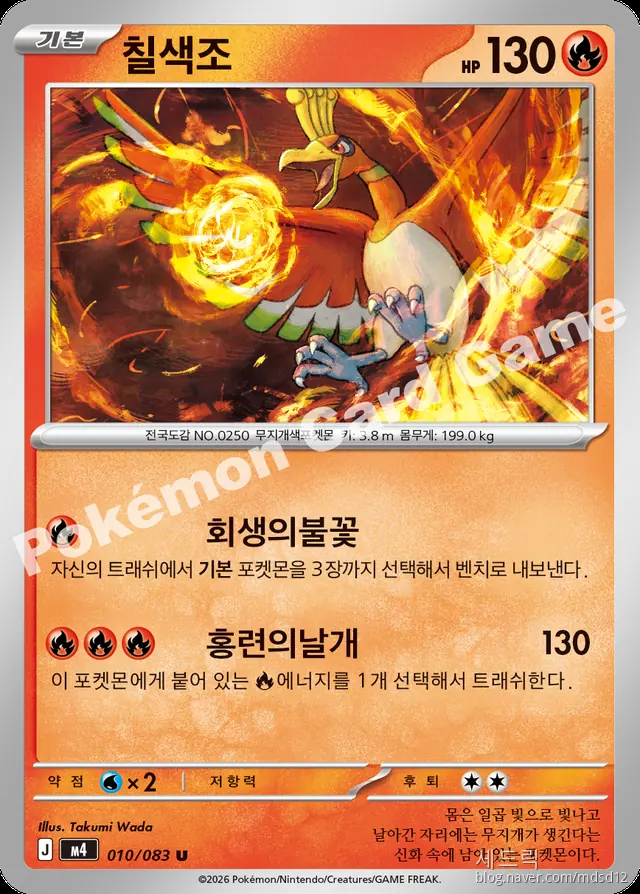 기본
칠색조
HP 130
전국도감 NO.0250 무지개색포켓몬 키: 3.8 m 몸무게: 199.0 kg
Pokémon Card Game
회생의불꽃
자신의 트래쉬에서 기본 포켓몬을 3장까지 선택해서 벤치로 내보낸다.
홍련의날개 130
이 포켓몬에게 붙어 있는 에너지를 1개 선택해서 트래쉬한다.
약점 ×2 저항력 후퇴
Illus. Takumi Wada
몸은 일곱 빛으로 빛나고
날아간 자리에는 무지개가 생긴다는
신화 속에 남아 있는 포켓몬이다.
J m4 010/083 U
세드릭
blog.naver.com/mdsd12
©2026 Pokémon/Nintendo/Creatures/GAME FREAK.